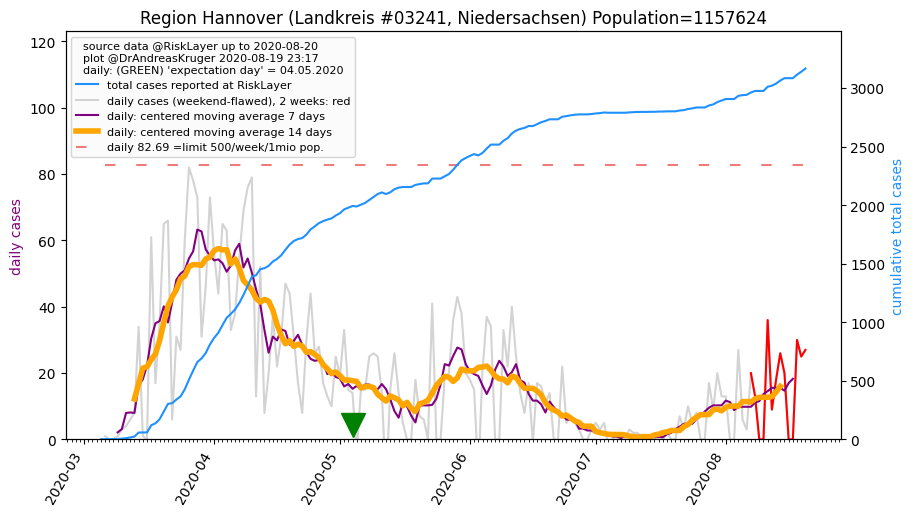 Region Hannover (Landkreis #03241, Niedersachsen) Population=1157624
source data @RiskLayer up to 2020-08-20
plot @DrAndreasKruger 2020-08-19 23:17
daily: (GREEN) 'expectation day' = 04.05.2020
total cases reported at RiskLayer
daily cases (weekend-flawed), 2 weeks: red
daily: centered moving average 7 days
daily: centered moving average 14 days
daily 82.69 =limit 500/week/1mio pop.
daily cases
120
100
80
60
40
20
0
cumulative total cases
3000
2500
2000
1500
1000
500
0
2020-03
2020-04
2020-05
2020-06
2020-07
2020-08